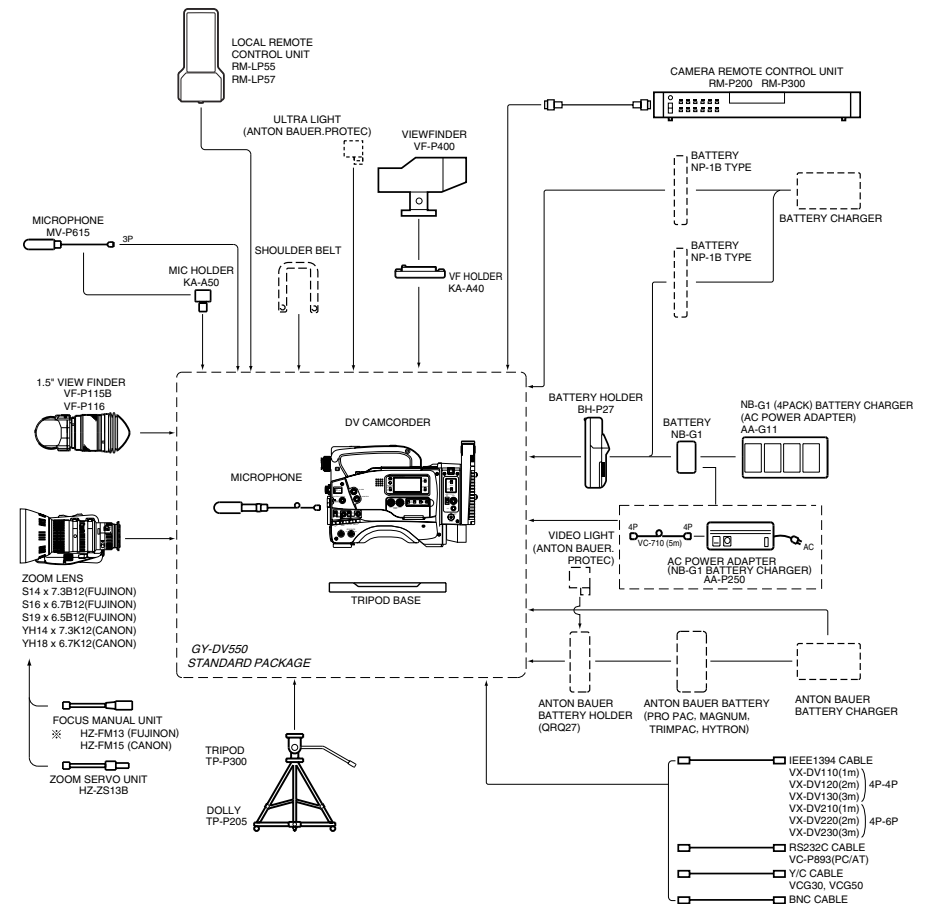 LOCAL REMOTE
CONTROL UNIT
RM-LP55
RM-LP57
CAMERA REMOTE CONTROL UNIT
RM-P200 RM-P300
ULTRA LIGHT
(ANTON BAUER.PROTEC)
VIEWFINDER
VF-P400
BATTERY
NP-1B TYPE
BATTERY CHARGER
MICROPHONE
MV-P615
3P
SHOULDER BELT
BATTERY
NP-1B TYPE
MIC HOLDER
KA-A50
VF HOLDER
KA-A40
1.5" VIEW FINDER
VF-P115B
VF-P116
DV CAMCORDER
MICROPHONE
TRIPOD BASE
GY-DV550
STANDARD PACKAGE
BATTERY HOLDER
BH-P27
BATTERY
NB-G1
NB-G1 (4PACK) BATTERY CHARGER
(AC POWER ADAPTER)
AA-G11
VIDEO LIGHT
(ANTON BAUER.
PROTEC)
4P
4P
VC-710 (5m)
AC
AC POWER ADAPTER
(NB-G1 BATTERY CHARGER)
AA-P250
ZOOM LENS
S14 x 7.3B12(FUJINON)
S16 x 6.7B12(FUJINON)
S19 x 6.5B12(FUJINON)
YH14 x 7.3K12(CANON)
YH18 x 6.7K12(CANON)
ANTON BAUER
BATTERY HOLDER
(QRQ27)
ANTON BAUER BATTERY
(PRO PAC, MAGNUM,
TRIMPAC, HYTRON)
ANTON BAUER
BATTERY CHARGER
FOCUS MANUAL UNIT
※ HZ-FM13 (FUJINON)
HZ-FM15 (CANON)
ZOOM SERVO UNIT
HZ-ZS13B
TRIPOD
TP-P300
DOLLY
TP-P205
IEEE1394 CABLE
VX-DV110(1m)
VX-DV120(2m) 4P-4P
VX-DV130(3m)
VX-DV210(1m)
VX-DV220(2m) 4P-6P
VX-DV230(3m)
RS232C CABLE
VC-P893(PC/AT)
Y/C CABLE
VCG30, VCG50
BNC CABLE